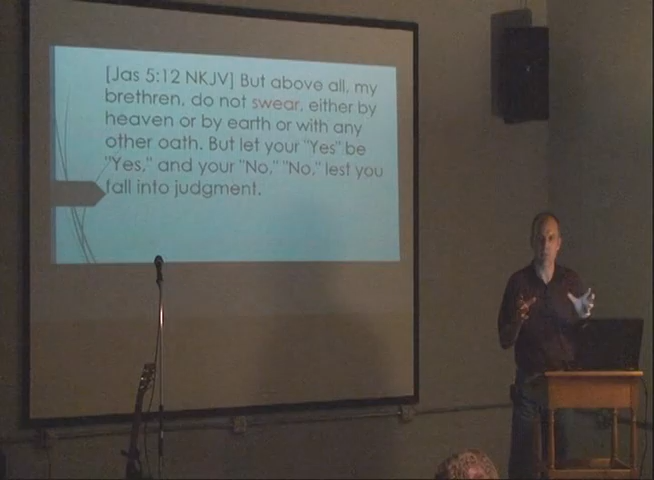 [Jas 5:12 NKJV] But above all, my
brethren, do not swear, either by
heaven or by earth or with any
other oath. But let your "Yes" be
"Yes," and your "No," "No," lest you
fall into judgment.